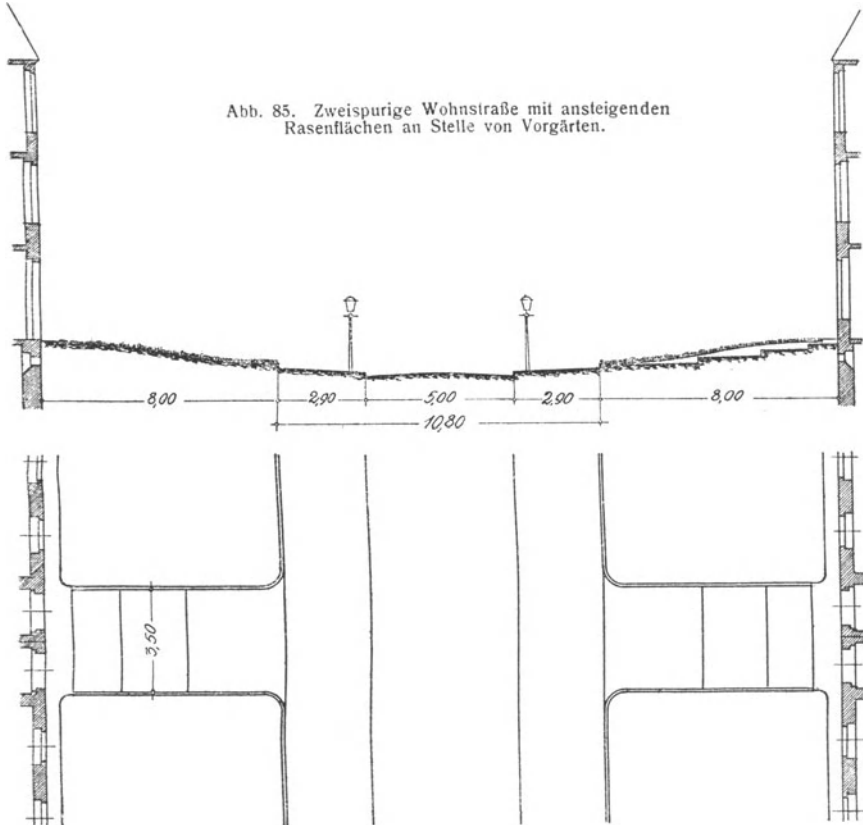 Abb. 85. Zweispurige Wohnstraße mit ansteigenden
Rasenflächen an Stelle von Vorgärten.
8,00 2,90 5,00 2,90 8,00
10,80
3,50